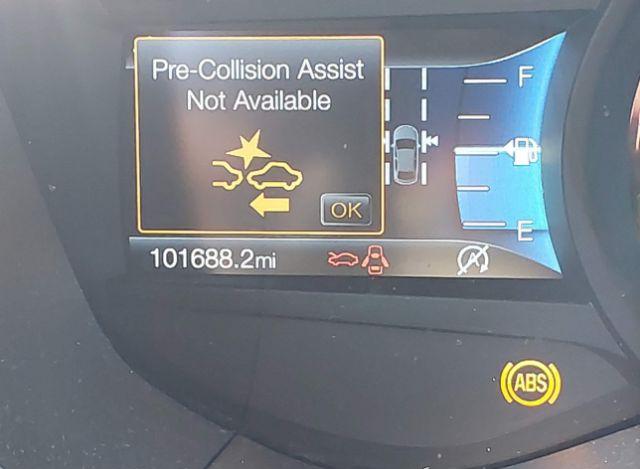 Pre-Collision Assist
Not Available
OK
F
E
101688.2mi
A
ABS